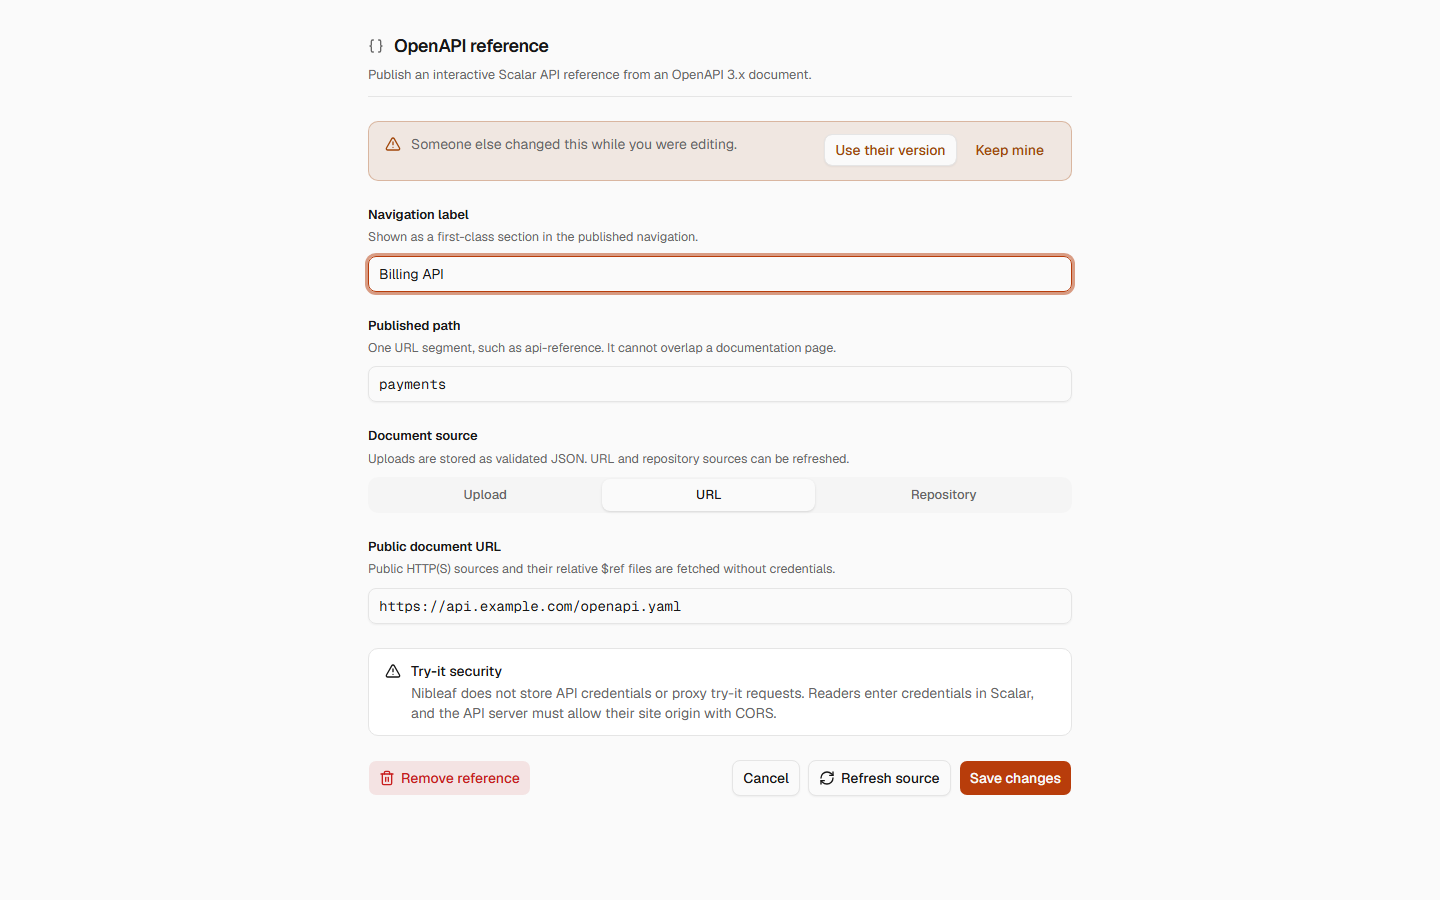 OpenAPI reference
Publish an interactive Scalar API reference from an OpenAPI 3.x document.
Someone else changed this while you were editing.
Use their version
Keep mine
Navigation label
Shown as a first-class section in the published navigation.
Billing API
Published path
One URL segment, such as api-reference. It cannot overlap a documentation page.
payments
Document source
Uploads are stored as validated JSON. URL and repository sources can be refreshed.
Upload
URL
Repository
Public document URL
Public HTTP(S) sources and their relative $ref files are fetched without credentials.
https://api.example.com/openapi.yaml
Try-it security
Nibleaf does not store API credentials or proxy try-it requests. Readers enter credentials in Scalar,
and the API server must allow their site origin with CORS.
Remove reference
Cancel
Refresh source
Save changes